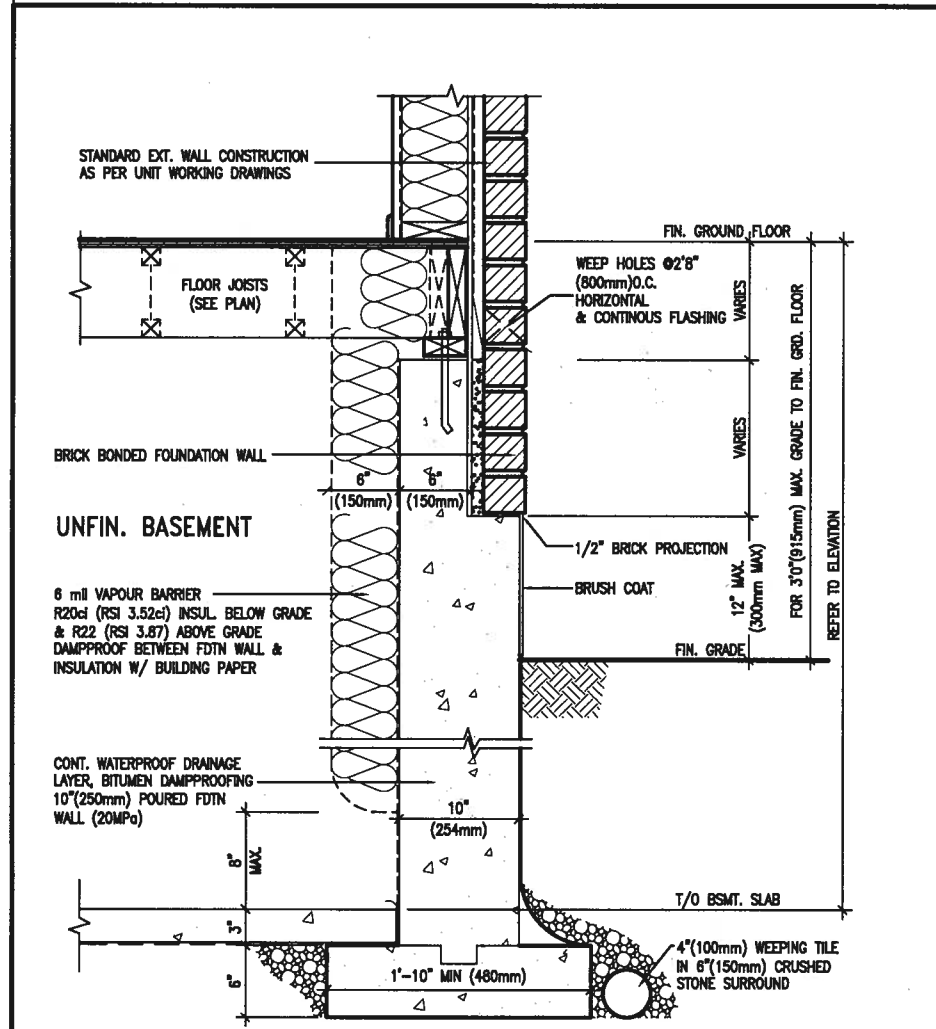 STANDARD EXT. WALL CONSTRUCTION
AS PER UNIT WORKING DRAWINGS
FIN. GROUND FLOOR
FLOOR JOISTS
(SEE PLAN)
WEEP HOLES @2'8"
(800mm)O.C.
HORIZONTAL
& CONTINOUS FLASHING
VARIES
VARIES
FOR 3'0"(915mm) MAX. GRADE TO FIN. GRD. FLOOR
REFER TO ELEVATION
BRICK BONDED FOUNDATION WALL
6"
(150mm)
6"
(150mm)
UNFIN. BASEMENT
1/2" BRICK PROJECTION
BRUSH COAT
12" MAX.
(300mm MAX)
6 mil VAPOUR BARRIER
R20ci (RSI 3.52ci) INSUL. BELOW GRADE
& R22 (RSI 3.87) ABOVE GRADE
DAMPPROOF BETWEEN FDTN WALL &
INSULATION W/ BUILDING PAPER
FIN. GRADE
CONT. WATERPROOF DRAINAGE
LAYER, BITUMEN DAMPPROOFING
10"(250mm) POURED FDTN
WALL (20MPa)
10"
(254mm)
8"
MAX.
T/O BSMT. SLAB
3"
6"
1'-10" MIN (480mm)
4"(100mm) WEEPING TILE
IN 6"(150mm) CRUSHED
STONE SURROUND